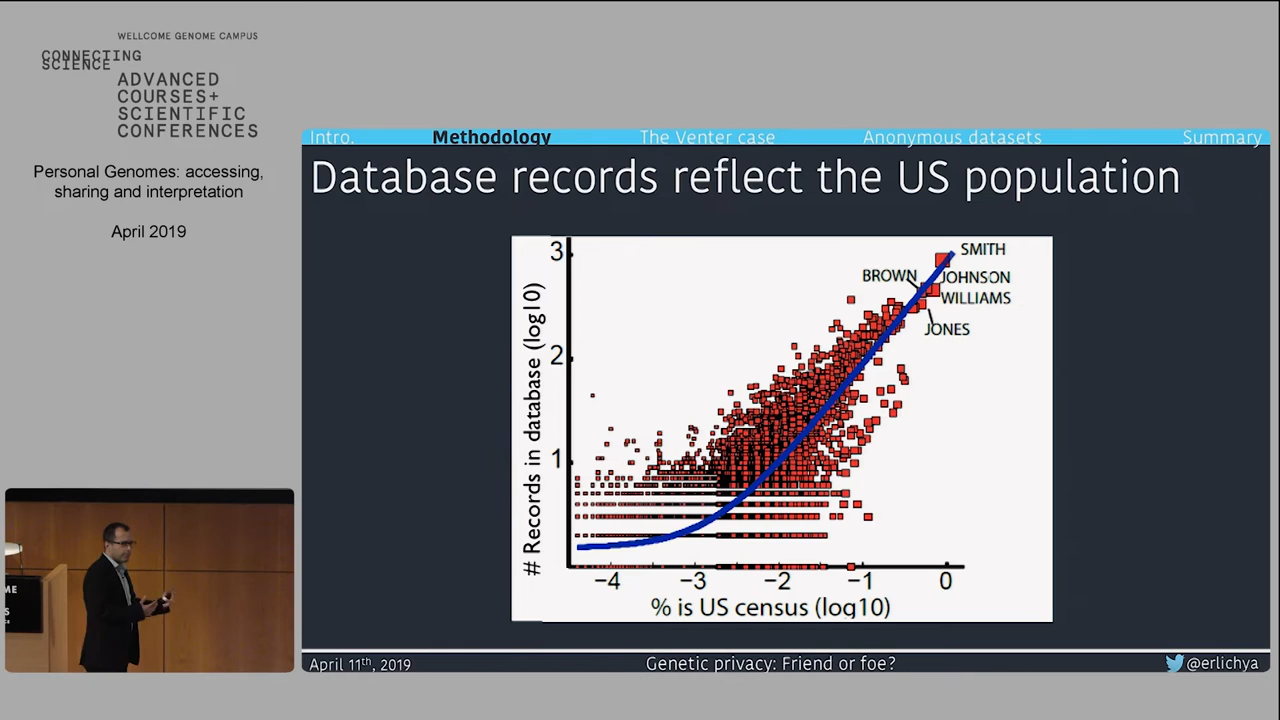 WELLCOME GENOME CAMPUS
CONNECTING
SCIENCE
ADVANCED
COURSES+
SCIENTIFIC
CONFERENCES
Personal Genomes: accessing,
sharing and interpretation
April 2019
Intro. Methodology The Venter case Anonymous datasets Summary
Database records reflect the US population
# Records in database (log10)
3
2
1
SMITH
BROWN JOHNSON
WILLIAMS
JONES
−4 −3 −2 −1 0
% is US census (log10)
ME
S
April 11th, 2019 Genetic privacy: Friend or foe? @erlichya